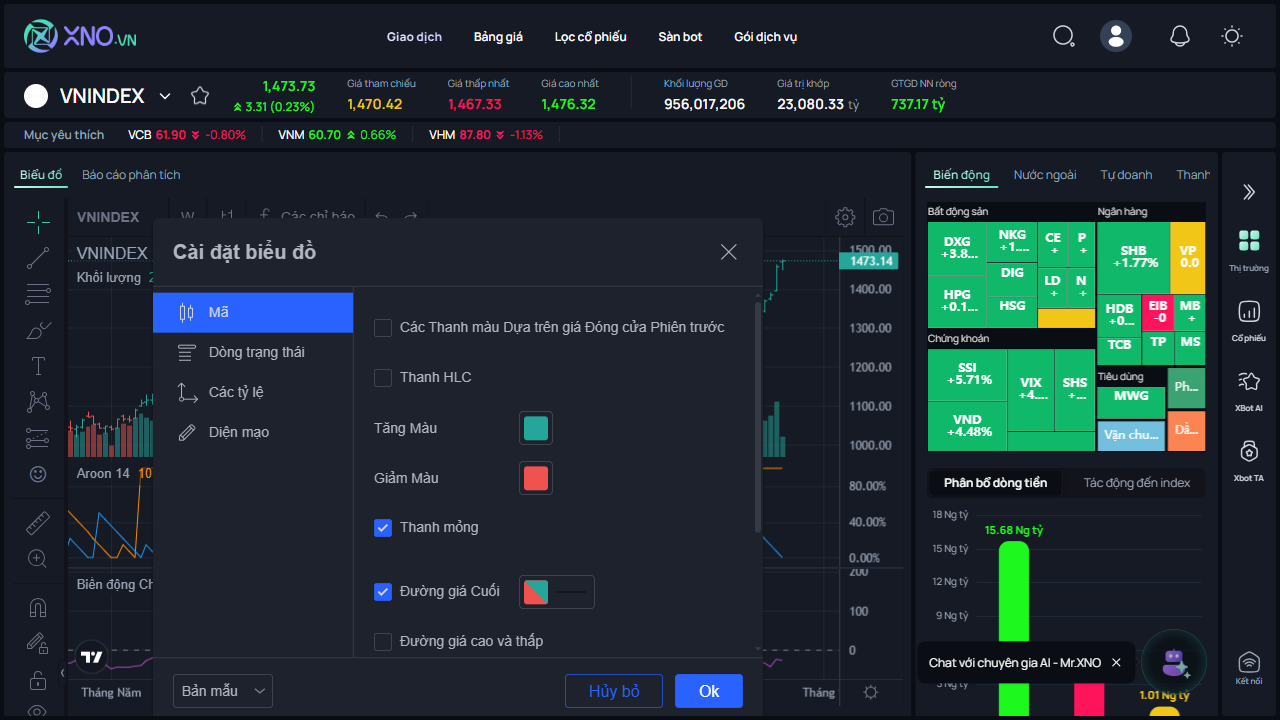 XNO.VN
Giao dịch
Bảng giá
Lọc cổ phiếu
Sàn bot
Gói dịch vụ
VNINDEX
1,473.73
3.31 (0.23%)
Giá tham chiếu
1,470.42
Giá thấp nhất
1,467.33
Giá cao nhất
1,476.32
Khối lượng GD
956,017,206
Giá trị khớp
23,080.33 tỷ
GTGD NN ròng
737.17 tỷ
Mục yêu thích
VCB 61.90 -0.80%
VNM 60.70 0.66%
VHM 87.80 -1.13%
Biểu đồ
Báo cáo phân tích
VNINDEX
W
Các chỉ báo
VNINDEX
Khối lượng 2
Aroon 14 10
Biên động Ch
Tháng Năm
Cài đặt biểu đồ
Mã
Dòng trạng thái
Các tỷ lệ
Diện mạo
Các Thanh màu Dựa trên giá Đóng cửa Phiên trước
Thanh HLC
Tăng Màu
Giảm Màu
Thanh mỏng
Đường giá Cuối
Đường giá cao và thấp
Bản mẫu
Hủy bỏ
Ok
1500.00
1473.14
1400.00
1300.00
1200.00
1100.00
1000.00
80.00%
40.00%
0.00%
200
100
0
Tháng
Biến động
Nước ngoài
Tự doanh
Thanh
Bất động sản
DXG
+3.8...
NKG
+1....
CE
+
P
+
DIG
HPG
+0.1...
HSG
LD
+
N
+
Ngân hàng
SHB
+1.77%
VP
0.0
HDB
+0...
EIB
-0
MB
+
TCB
TP
MS
Chứng khoán
SSI
+5.71%
VIX
+4....
SHS
+...
VND
+4.48%
Tiêu dùng
MWG
Ph...
Vận chu...
Dầ...
Phân bổ dòng tiền
Tác động đến index
18 Ng tỷ
15 Ng tỷ
12 Ng tỷ
9 Ng tỷ
3 Ng tỷ
15.68 Ng tỷ
1.01 Ng tỷ
Chat với chuyên gia AI - Mr.XNO
Thị trường
Cổ phiếu
XBot AI
Xbot TA
Kết nối